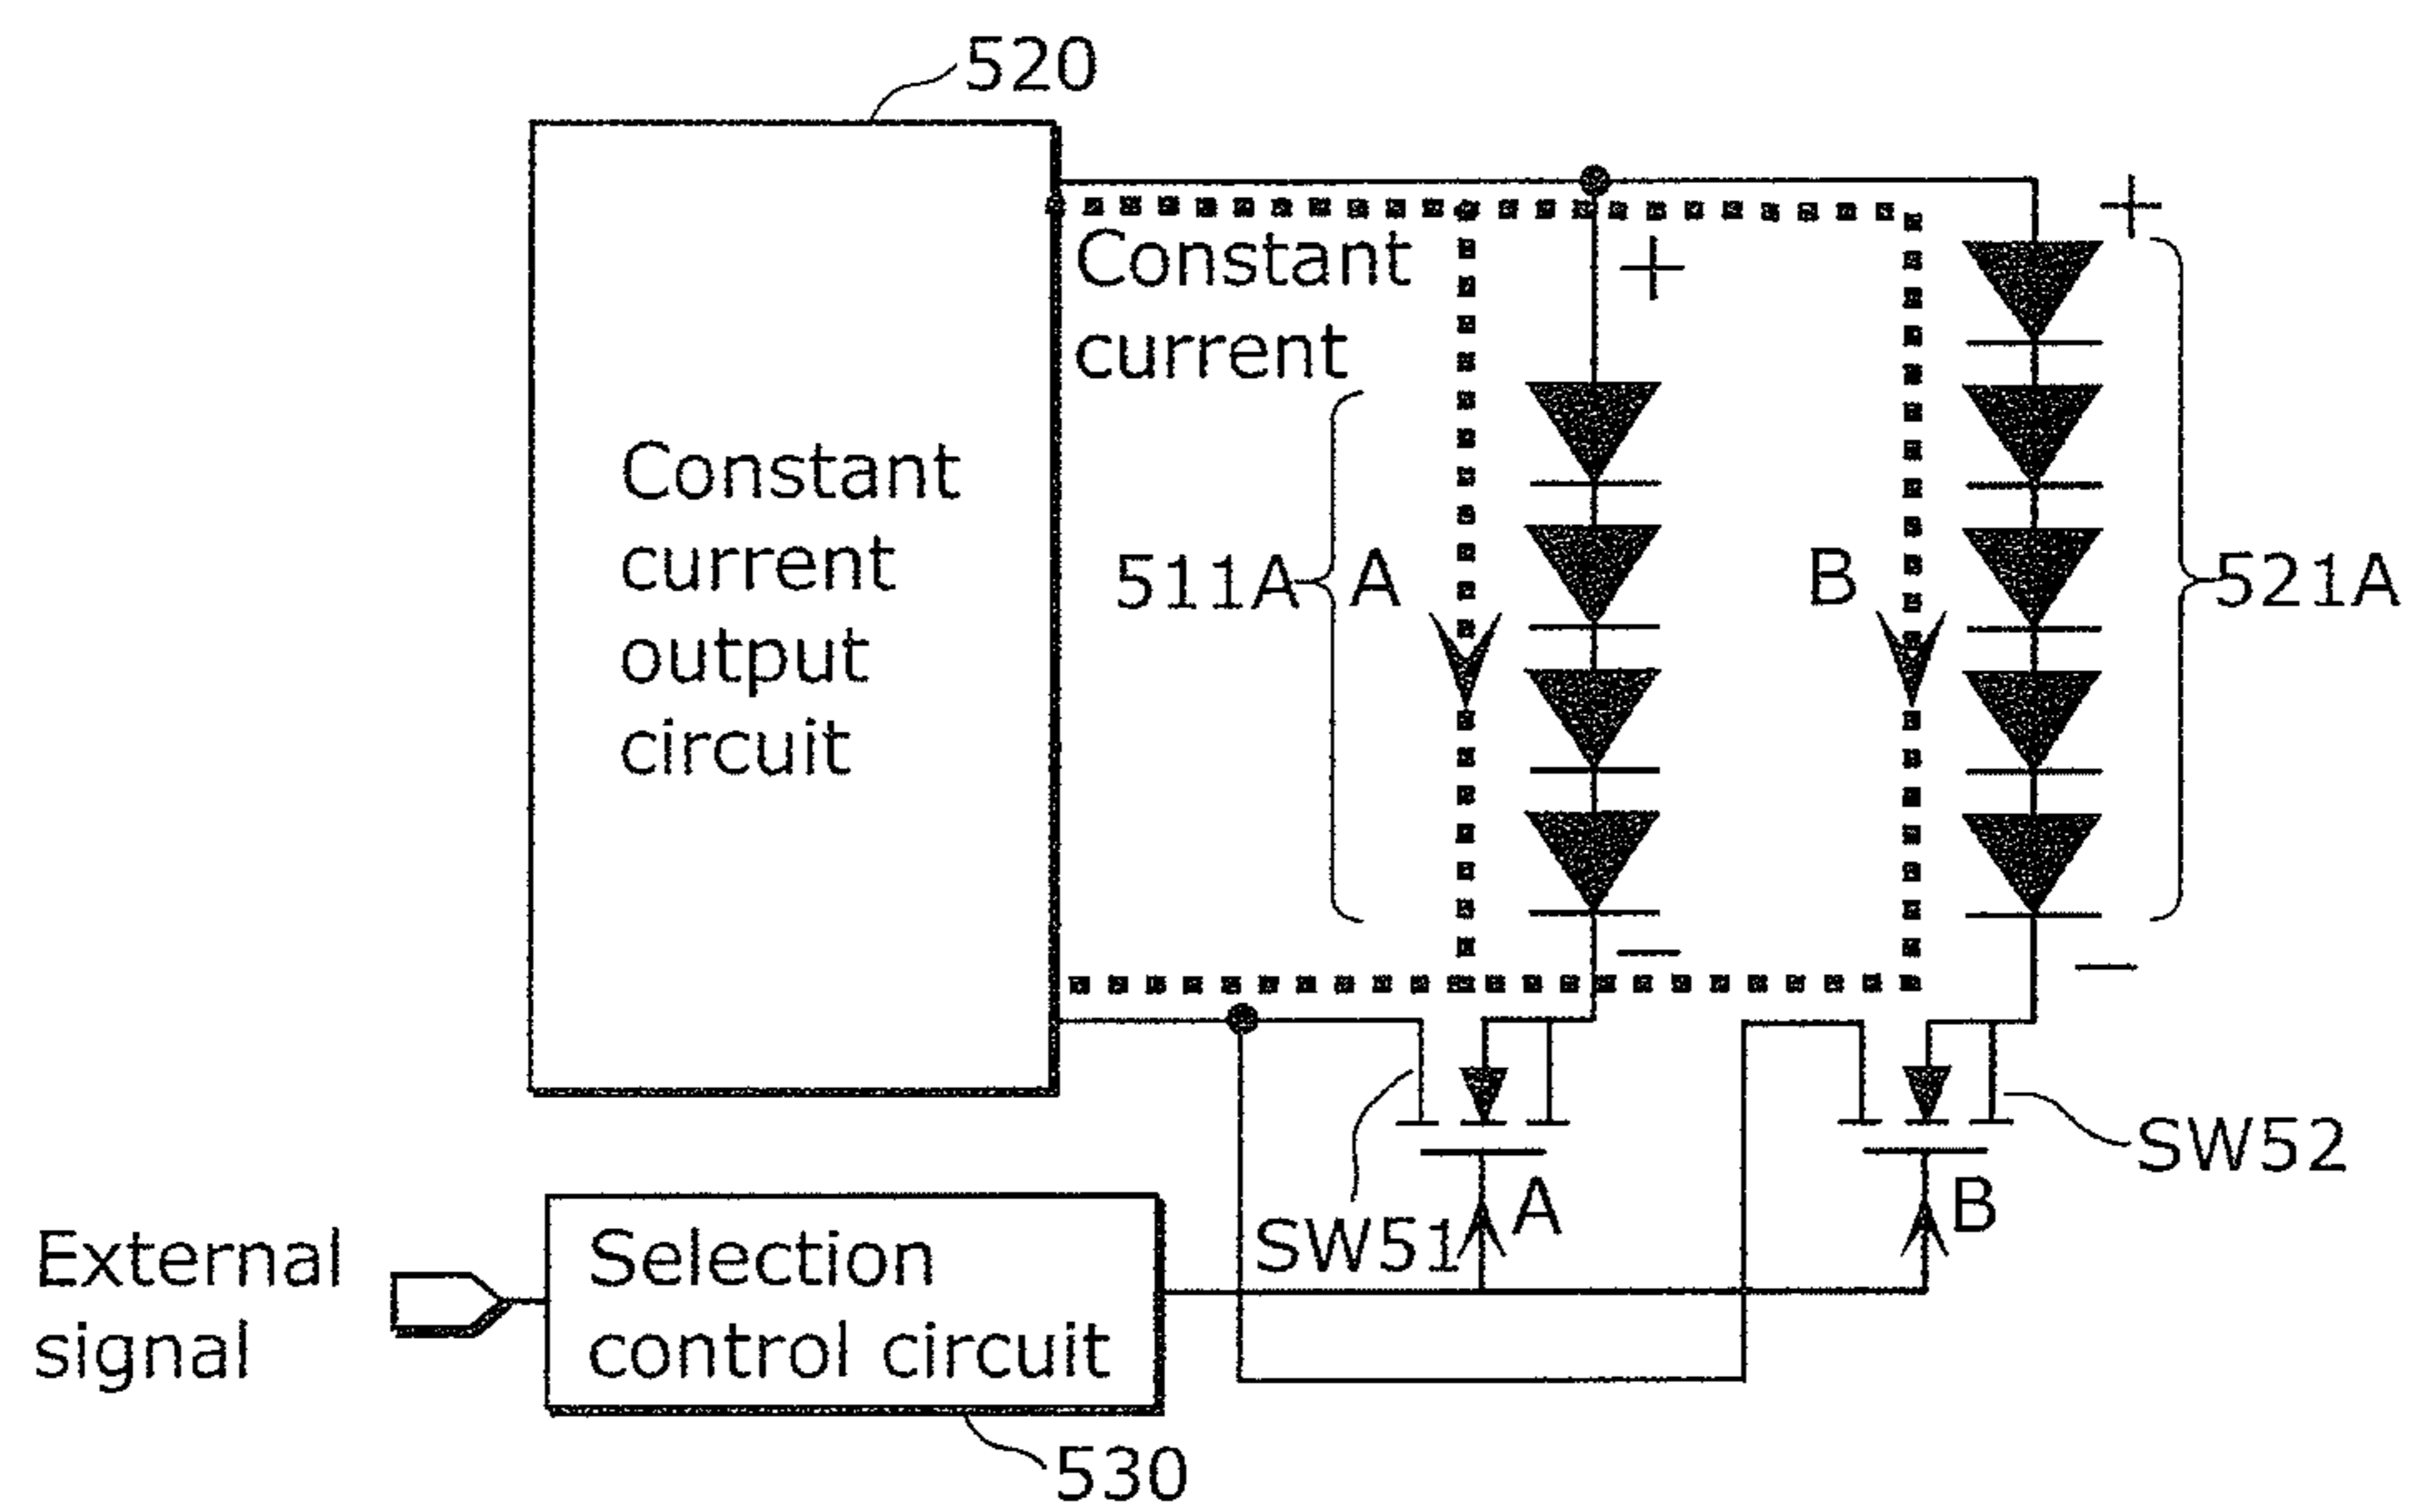 520
+
Constant
current
+
Constant
current
output
circuit
511A
A
B
521A
—
—
SW52
SW51
A
B
External
signal
Selection
control circuit
530